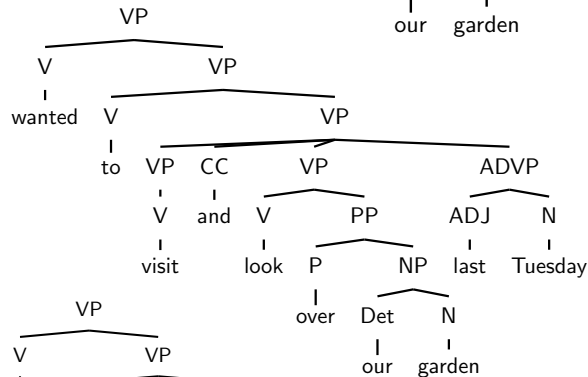 VP
our garden
V VP
wanted V VP
to VP CC VP ADVP
V and V PP ADJ N
visit look P NP last Tuesday
VP over Det N
V VP our garden